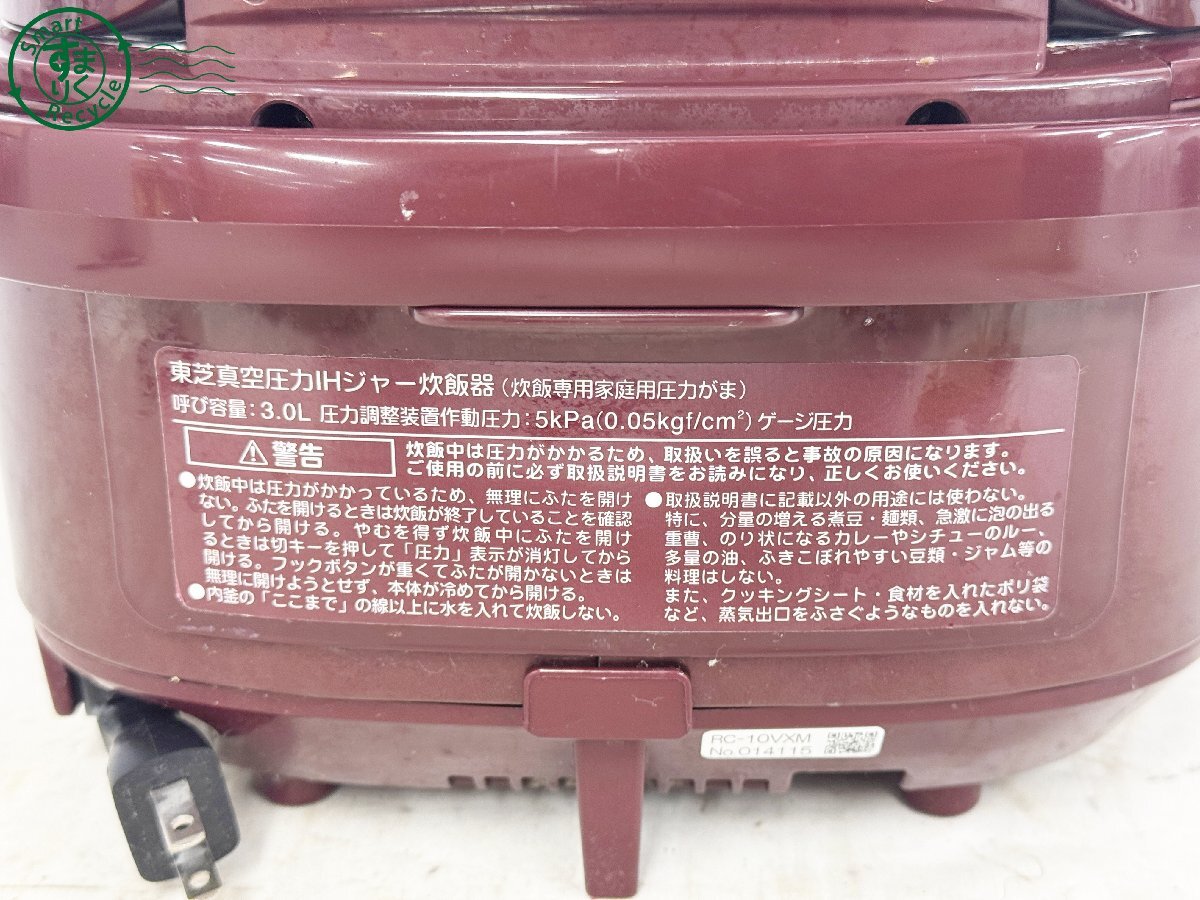 Smart
すまりく
Recycle
東芝真空圧力IHジャー炊飯器（炊飯専用家庭用圧力がま）
呼び容量：3.0L 圧力調整装置作動圧力：5kPa(0.05kgf/cm²)ゲージ圧力
⚠警告
炊飯中は圧力がかかるため、取扱いを誤ると事故の原因になります。
ご使用の前に必ず取扱説明書をお読みになり、正しくお使いください。
●炊飯中は圧力がかかっているため、無理にふたを開け
ない。ふたを開けるときは炊飯が終了していることを確認
してから開ける。やむを得ず炊飯中にふたを開け
るときは切キーを押して「圧力」表示が消灯してから
開ける。フックボタンが重くてふたが開かないときは
無理に開けようとせず、本体が冷めてから開ける。
●内釜の「ここまで」の線以上に水を入れて炊飯しない。
●取扱説明書に記載以外の用途には使わない。
特に、分量の増える煮豆・麺類、急激に泡の出る
重曹、のり状になるカレーやシチューのルー、
多量の油、ふきこぼれやすい豆類・ジャム等の
料理はしない。
また、クッキングシート・食材を入れたポリ袋
など、蒸気出口をふさぐようなものを入れない。
RC-10VXM
No.014115